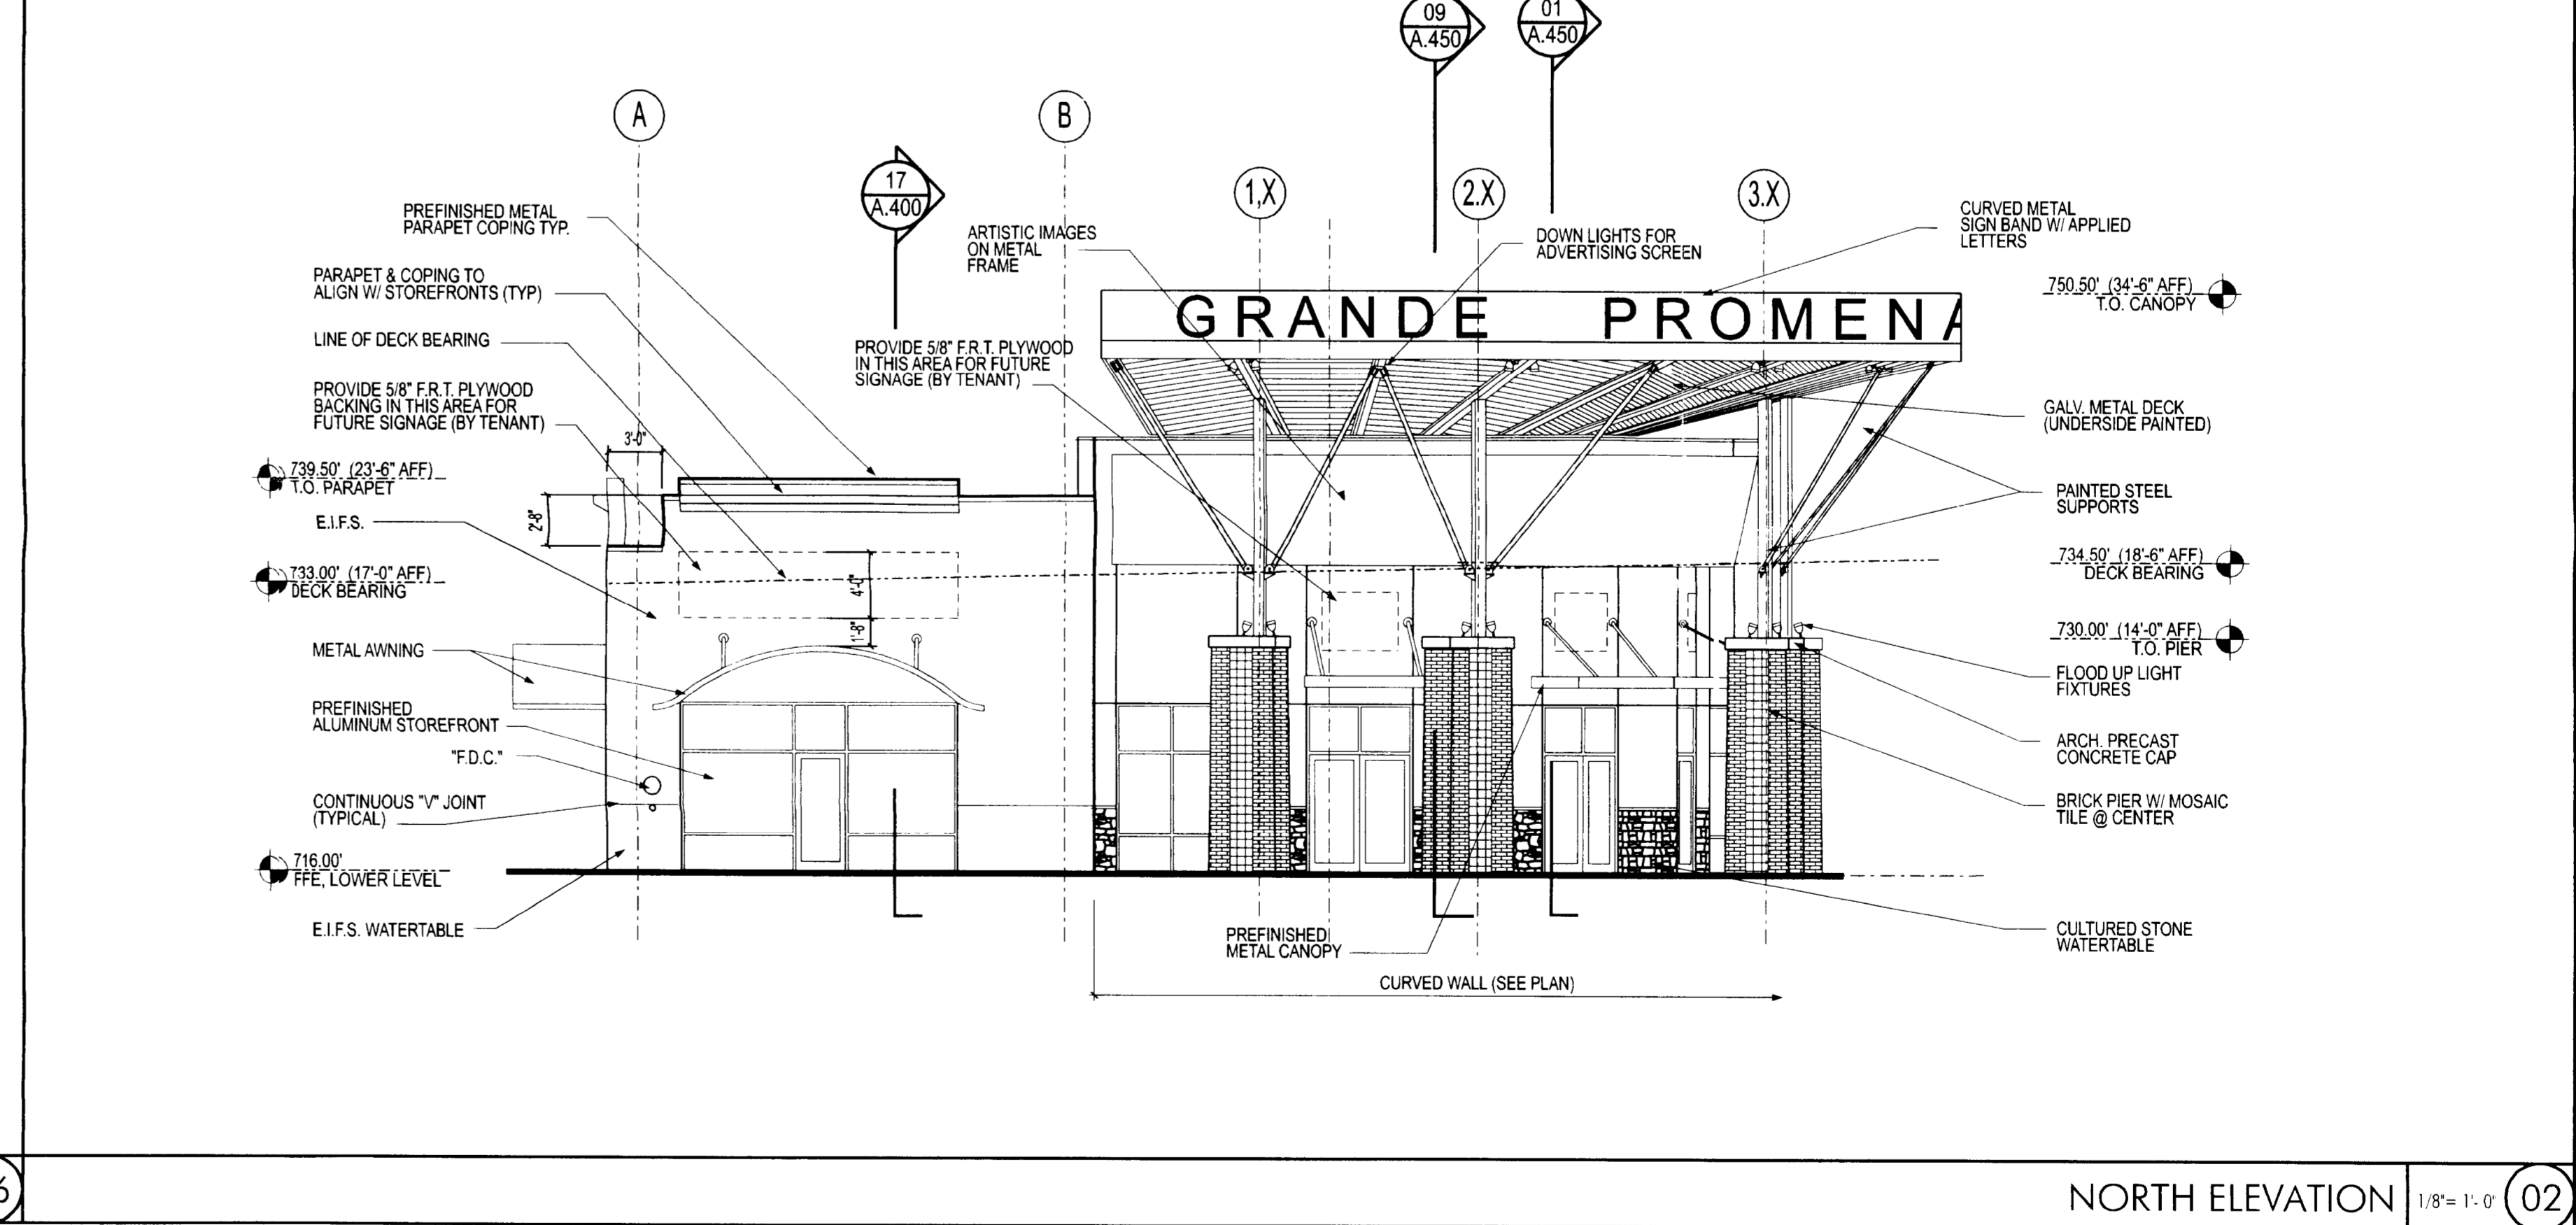 09
A.450
01
A.450
A
B
17
A.400
1,X
2.X
3.X
PREFINISHED METAL
PARAPET COPING TYP.
PARAPET & COPING TO
ALIGN W/ STOREFRONTS (TYP)
LINE OF DECK BEARING
PROVIDE 5/8" F.R.T. PLYWOOD
BACKING IN THIS AREA FOR
FUTURE SIGNAGE (BY TENANT)
3'-0"
739.50' (23'-6" AFF)
T.O. PARAPET
2'-8"
E.I.F.S.
733.00' (17'-0" AFF)
DECK BEARING
4'-0"
1'-8"
METAL AWNING
PREFINISHED
ALUMINUM STOREFRONT
"F.D.C."
CONTINUOUS "V" JOINT
(TYPICAL)
716.00'
FFE, LOWER LEVEL
E.I.F.S. WATERTABLE
ARTISTIC IMAGES
ON METAL
FRAME
PROVIDE 5/8" F.R.T. PLYWOOD
IN THIS AREA FOR FUTURE
SIGNAGE (BY TENANT)
DOWN LIGHTS FOR
ADVERTISING SCREEN
GRANDE PROMENA
CURVED METAL
SIGN BAND W/ APPLIED
LETTERS
750.50' (34'-6" AFF)
T.O. CANOPY
GALV. METAL DECK
(UNDERSIDE PAINTED)
PAINTED STEEL
SUPPORTS
734.50' (18'-6" AFF)
DECK BEARING
730.00' (14'-0" AFF)
T.O. PIER
FLOOD UP LIGHT
FIXTURES
ARCH. PRECAST
CONCRETE CAP
BRICK PIER W/ MOSAIC
TILE @ CENTER
CULTURED STONE
WATERTABLE
PREFINISHED
METAL CANOPY
CURVED WALL (SEE PLAN)
6
NORTH ELEVATION
1/8"= 1'- 0"
02